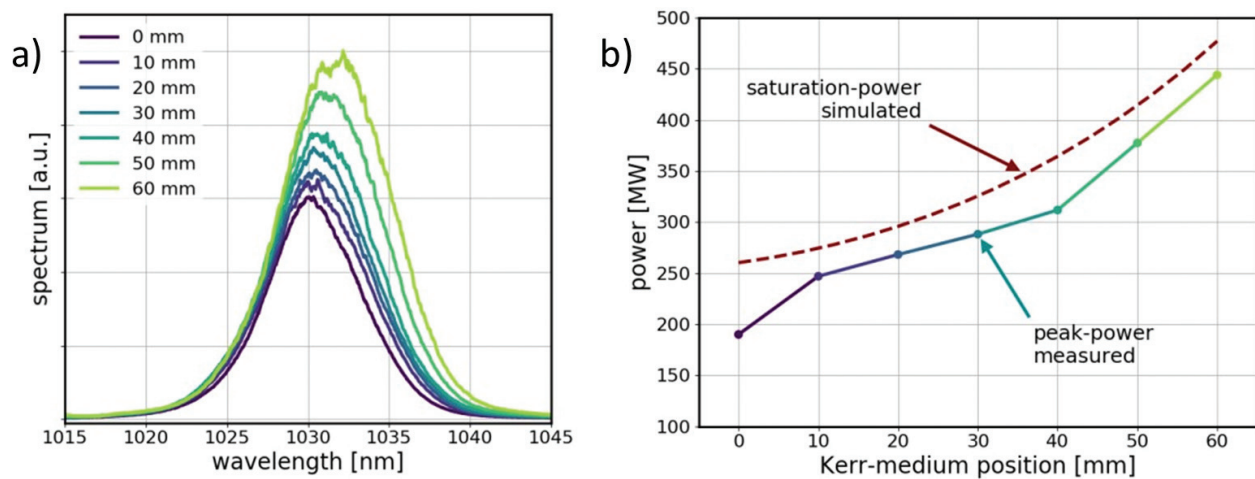 a)
0 mm
10 mm
20 mm
30 mm
40 mm
50 mm
60 mm
spectrum [a.u.]
1015
1020
1025
1030
1035
1040
1045
wavelength [nm]
b)
500
450
400
350
300
250
200
150
100
power [MW]
saturation-power
simulated
peak-power
measured
0
10
20
30
40
50
60
Kerr-medium position [mm]